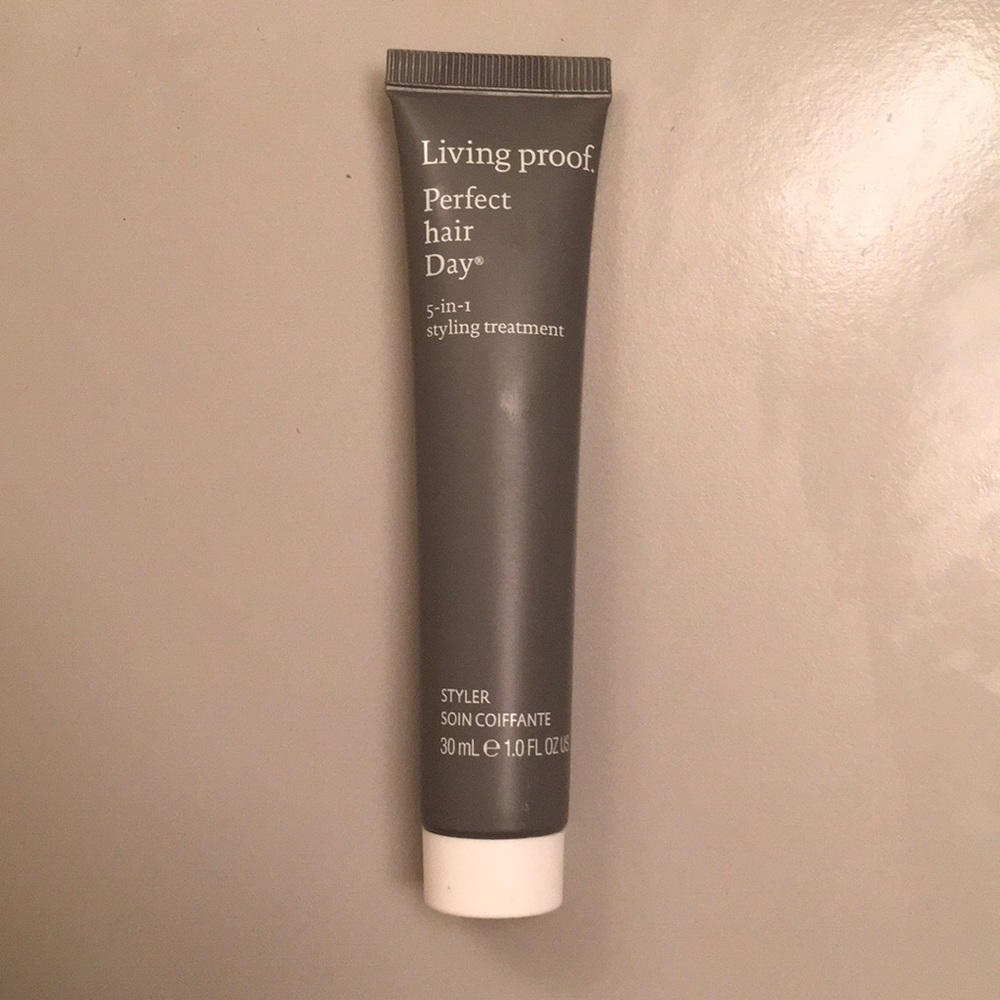 Living proof.
Perfect
hair
Day®
5-in-1
styling treatment
STYLER
SOIN COIFFANTE
30 mL ℮ 1.0 FL OZ US